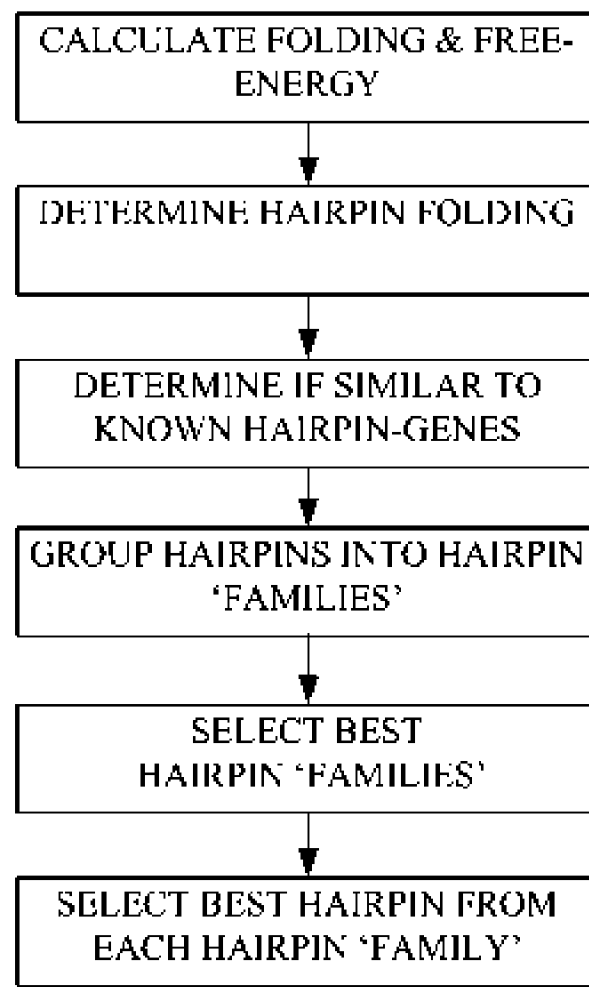 CALCULATE FOLDING & FREE-
ENERGY
DETERMINE HAIRPIN FOLDING
DETERMINE IF SIMILAR TO
KNOWN HAIRPIN-GENES
GROUP HAIRPINS INTO HAIRPIN
‘FAMILIES’
SELECT BEST
HAIRPIN ‘FAMILIES’
SELECT BEST HAIRPIN FROM
EACH HAIRPIN ‘FAMILY’